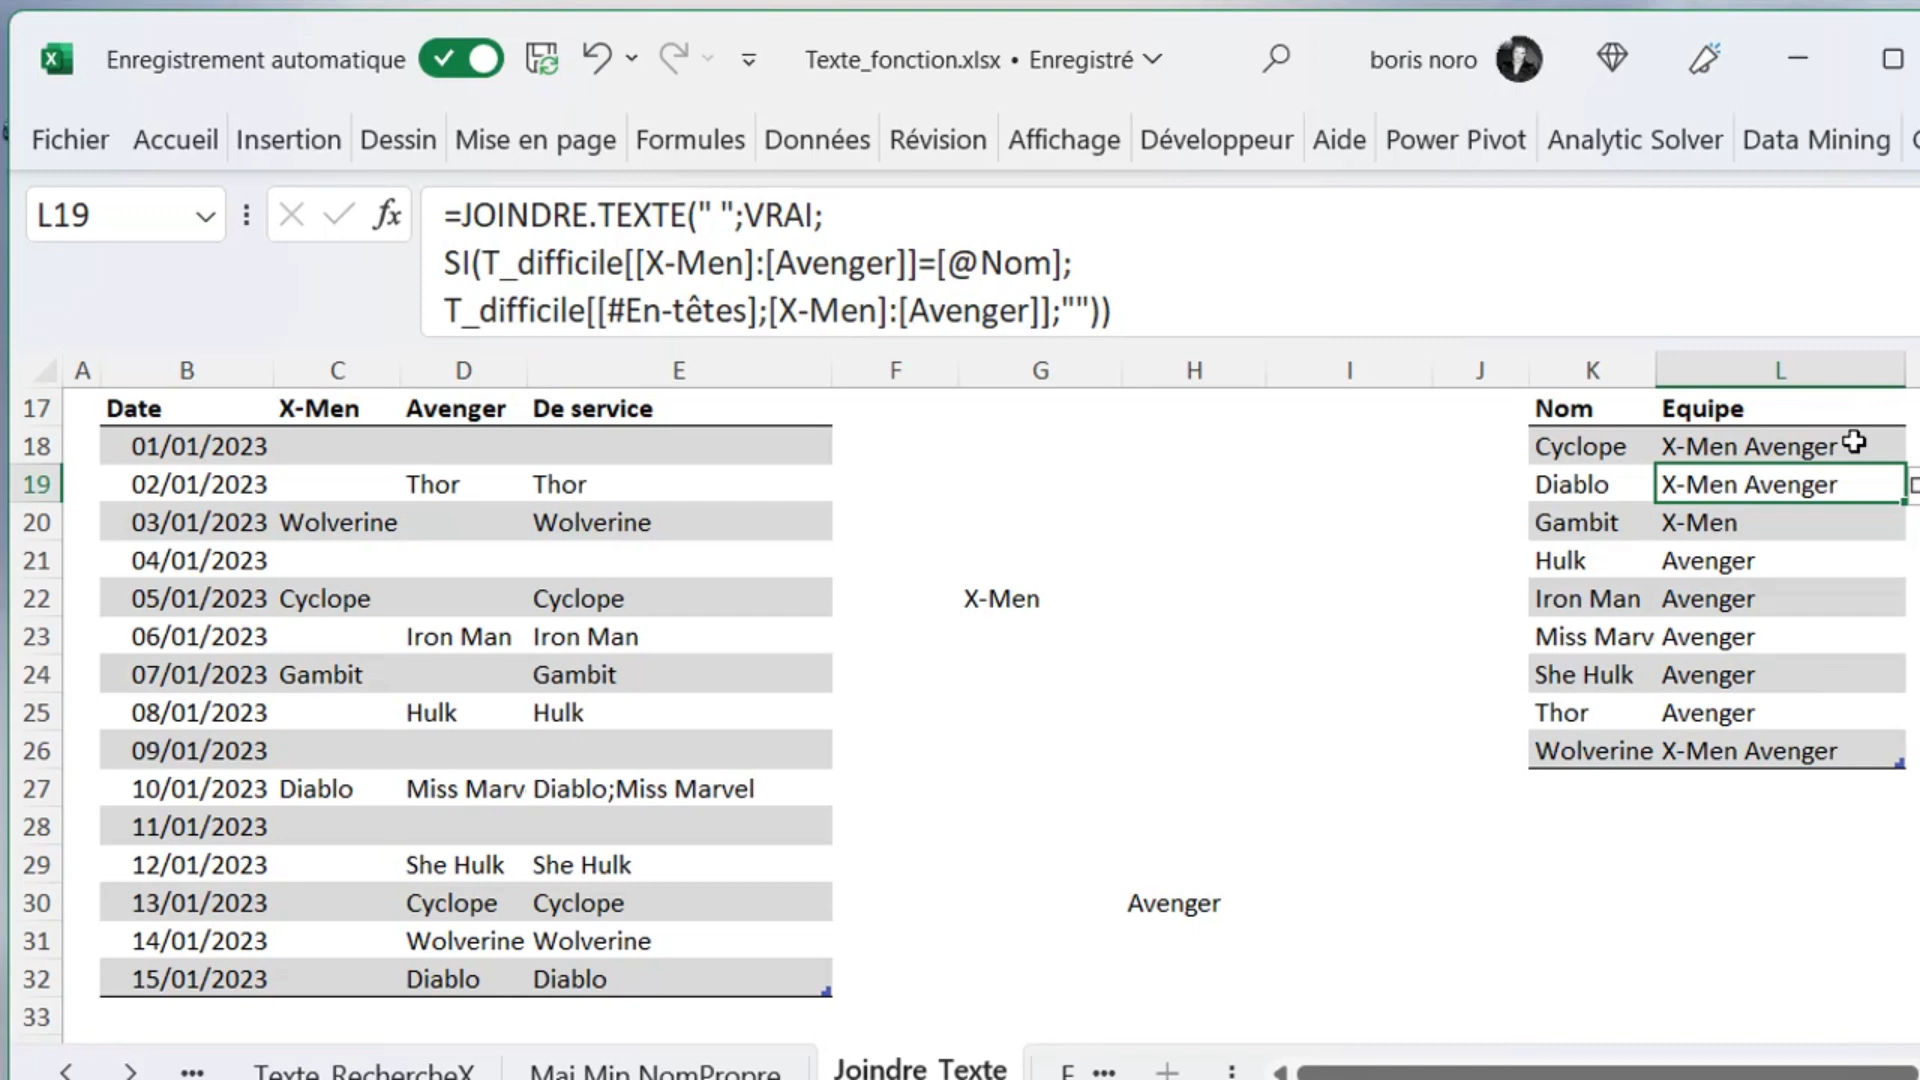 Enregistrement automatique Texte_fonction.xlsx • Enregistré boris noro
Fichier Accueil Insertion Dessin Mise en page Formules Données Révision Affichage Développeur Aide Power Pivot Analytic Solver Data Mining
L19 fx =JOINDRE.TEXTE(" ";VRAI;
SI(T_difficile[[X-Men]:[Avenger]]=[@Nom];
T_difficile[[#En-têtes];[X-Men]:[Avenger]];""))
A B C D E F G H I J K L
17 Date X-Men Avenger De service Nom Equipe
18 01/01/2023 Cyclope X-Men Avenger
19 02/01/2023 Thor Thor Diablo X-Men Avenger
20 03/01/2023 Wolverine Wolverine Gambit X-Men
21 04/01/2023 Hulk Avenger
22 05/01/2023 Cyclope Cyclope X-Men Iron Man Avenger
23 06/01/2023 Iron Man Iron Man Miss Marv Avenger
24 07/01/2023 Gambit Gambit She Hulk Avenger
25 08/01/2023 Hulk Hulk Thor Avenger
26 09/01/2023 Wolverine X-Men Avenger
27 10/01/2023 Diablo Miss Marv Diablo;Miss Marvel
28 11/01/2023
29 12/01/2023 She Hulk She Hulk
30 13/01/2023 Cyclope Cyclope Avenger
31 14/01/2023 Wolverine Wolverine
32 15/01/2023 Diablo Diablo
33
Texte_RechercheX Maj Min NomPropre Joindre Texte